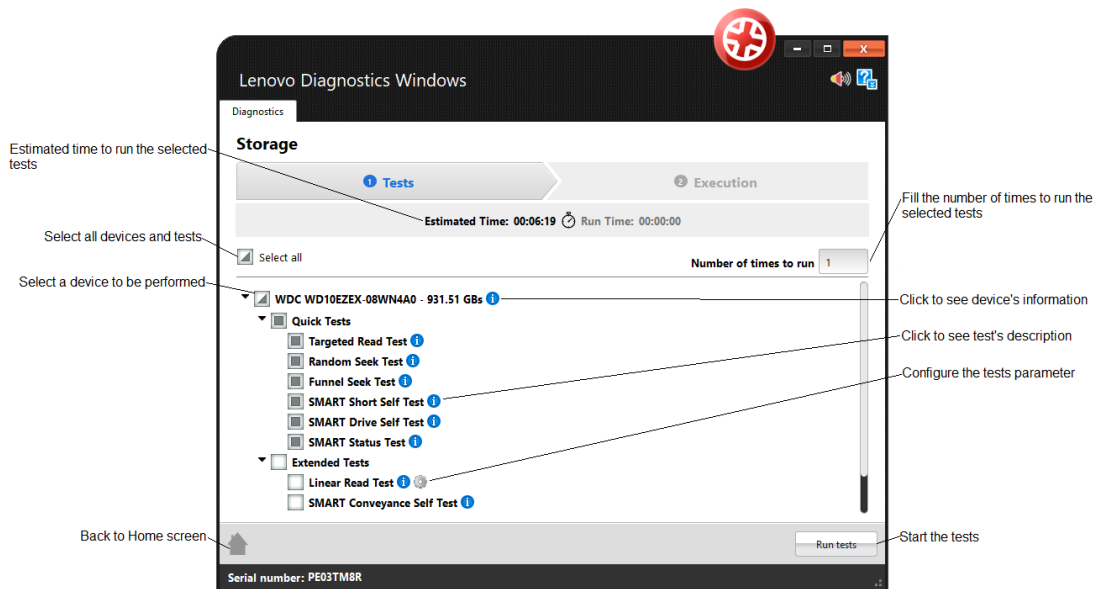 Lenovo Diagnostics Windows
Diagnostics
Storage
Estimated time to run the selected
tests
1 Tests
2 Execution
Fill the number of times to run the
selected tests
Estimated Time: 00:06:19 Run Time: 00:00:00
Select all devices and tests
Select all
Number of times to run 1
Select a device to be performed
WDC WD10EZEX-08WN4A0 - 931.51 GBs
Click to see device's information
Quick Tests
Targeted Read Test
Click to see test's description
Random Seek Test
Funnel Seek Test
Configure the tests parameter
SMART Short Self Test
SMART Drive Self Test
SMART Status Test
Extended Tests
Linear Read Test
SMART Conveyance Self Test
Back to Home screen
Run tests
Start the tests
Serial number: PE03TM8R